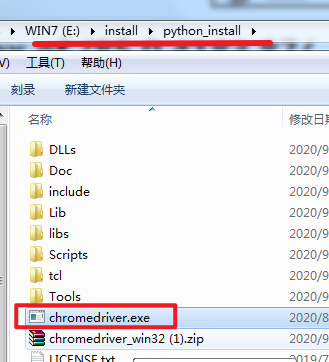 WIN7 (E:) install python_install
工具(T) 帮助(H)
刻录 新建文件夹
名称 修改日期
DLLs 2020/9
Doc 2020/9
include 2020/9
Lib 2020/9
libs 2020/9
Scripts 2020/9
tcl 2020/9
Tools 2020/9
chromedriver.exe 2020/8
chromedriver_win32 (1).zip 2020/9
LICENSE.txt